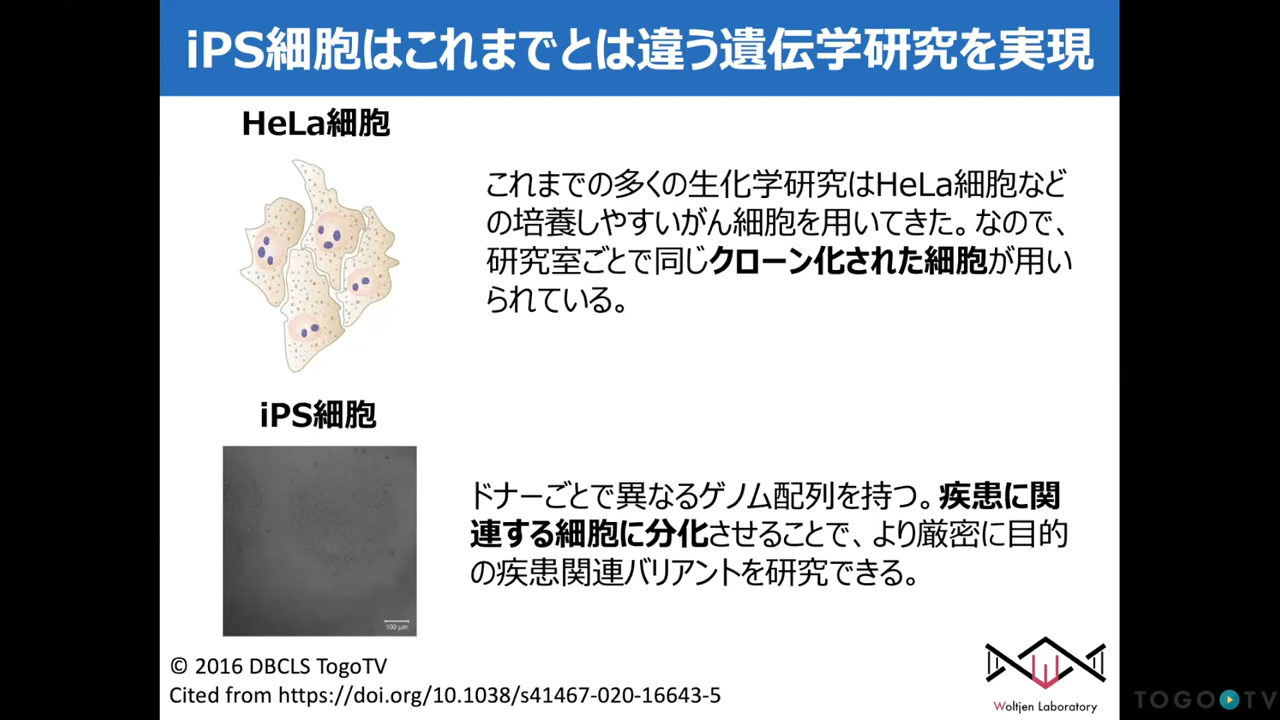 iPS細胞はこれまでとは違う遺伝学研究を実現
HeLa細胞
これまでの多くの生化学研究はHeLa細胞など
の培養しやすいがん細胞を用いてきた。なので、
研究室ごとで同じクローン化された細胞が用い
られている。
iPS細胞
100 μm
ドナーごとで異なるゲノム配列を持つ。疾患に関
連する細胞に分化させることで、より厳密に目的
の疾患関連バリアントを研究できる。
© 2016 DBCLS TogoTV
Cited from https://doi.org/10.1038/s41467-020-16643-5
Woltjen Laboratory
TOGOTV